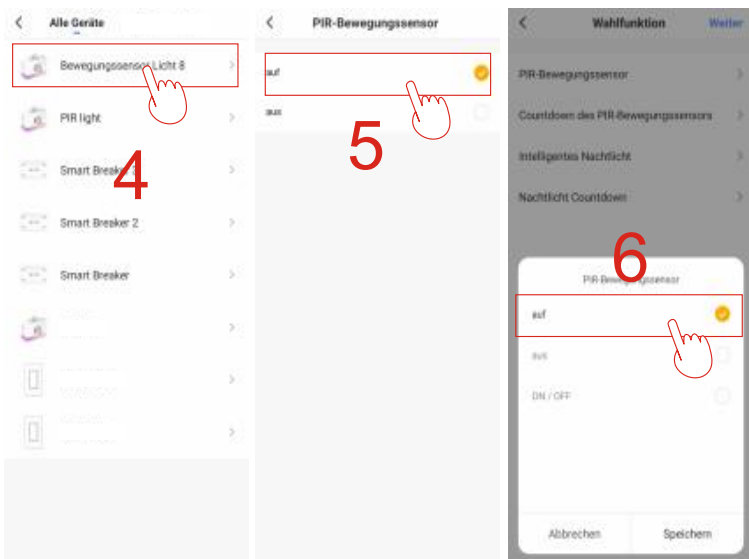 Alle Geräte
Bewegungssensor Licht 8
PIR light
4
Smart Breaker 3
Smart Breaker 2
Smart Breaker
PIR-Bewegungssensor
auf
aus
5
Wahlfunktion
Weiter
PIR-Bewegungssensor
Countdown des PIR-Bewegungssensors
Intelligentes Nachtlicht
Nachtlicht Countdown
6
PIR-Bewegungssensor
auf
aus
ON / OFF
Abbrechen
Speichern